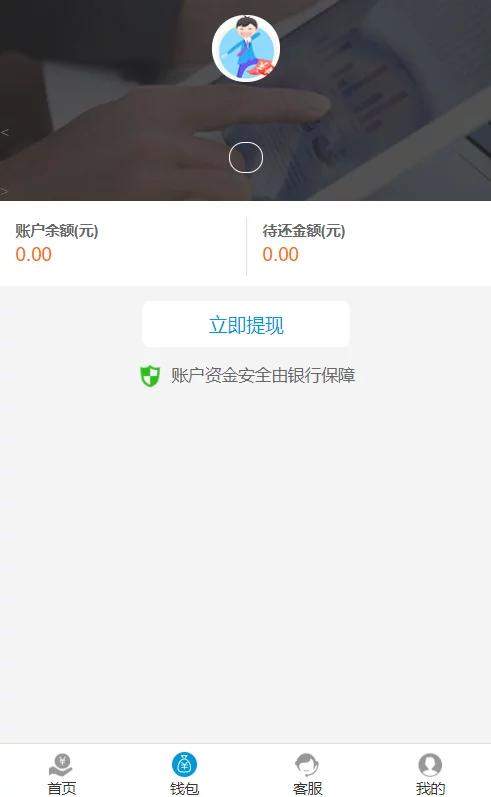 <
>
账户余额(元)
待还金额(元)
0.00
0.00
立即提现
账户资金安全由银行保障
首页
钱包
客服
我的